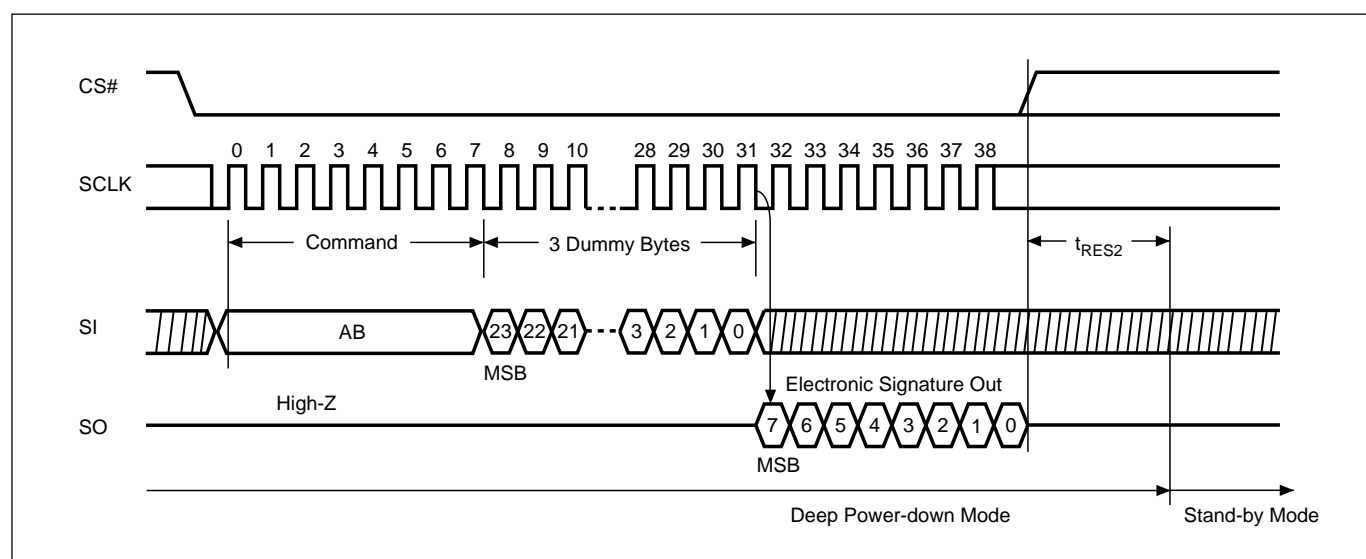 CS#
0 1 2 3 4 5 6 7 8 9 10 28 29 30 31 32 33 34 35 36 37 38
SCLK
Command 3 Dummy Bytes tRES2
SI AB 23 22 21 3 2 1 0
MSB
High-Z Electronic Signature Out
SO 7 6 5 4 3 2 1 0
MSB
Deep Power-down Mode Stand-by Mode